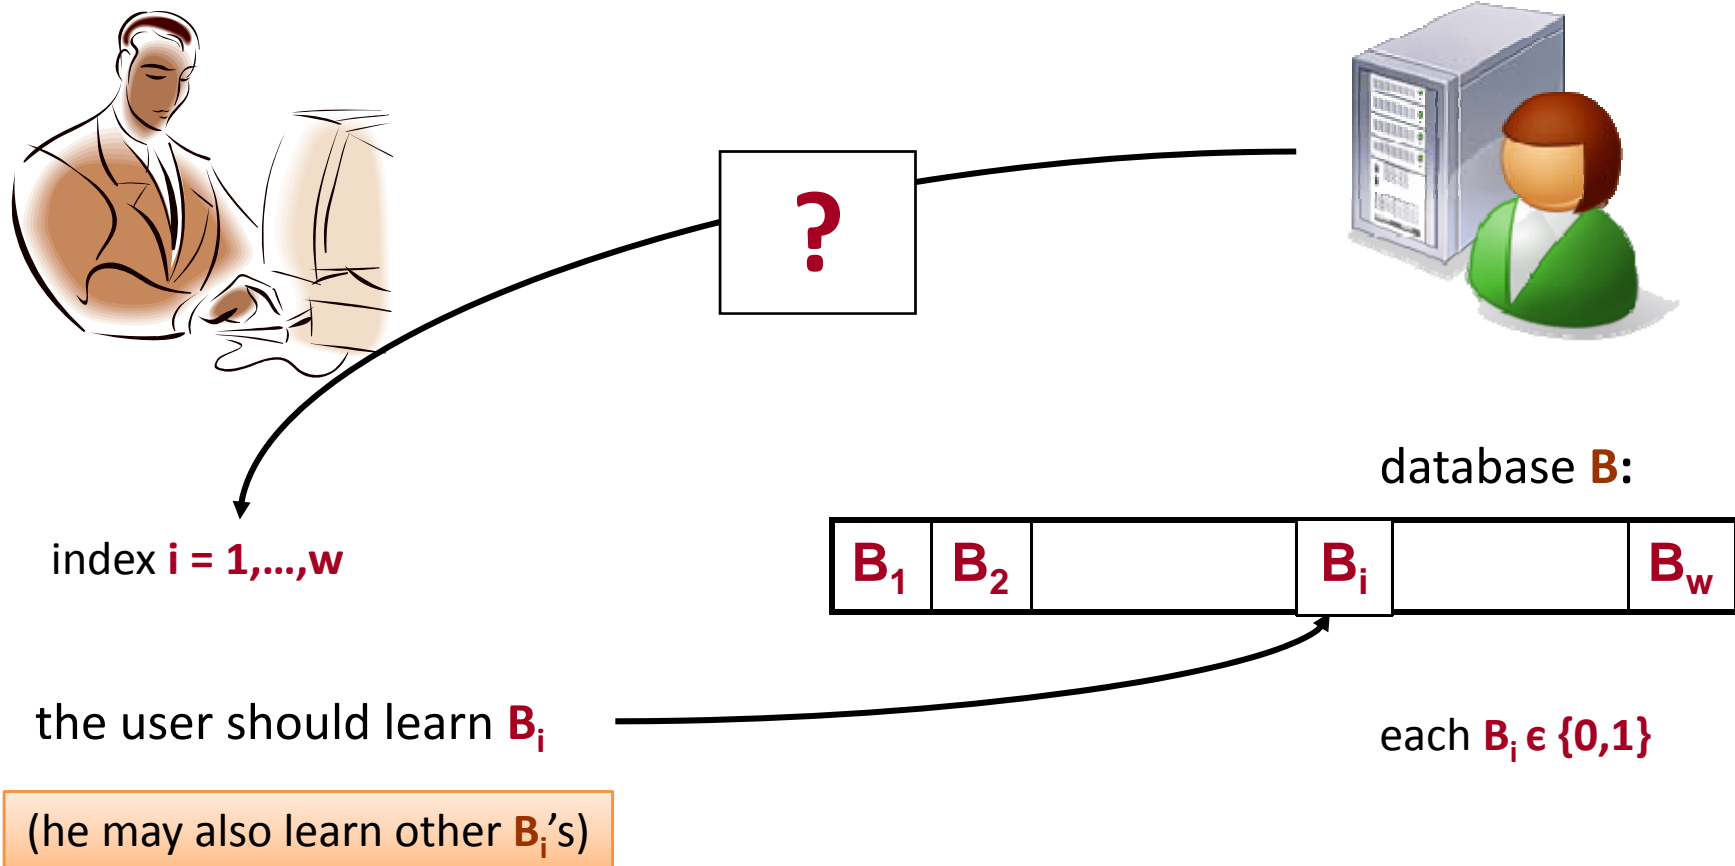 ?
database B:
index i = 1,...,w
B₁ B₂ Bᵢ B_w
the user should learn Bᵢ
each Bᵢ ϵ {0,1}
(he may also learn other Bᵢ’s)